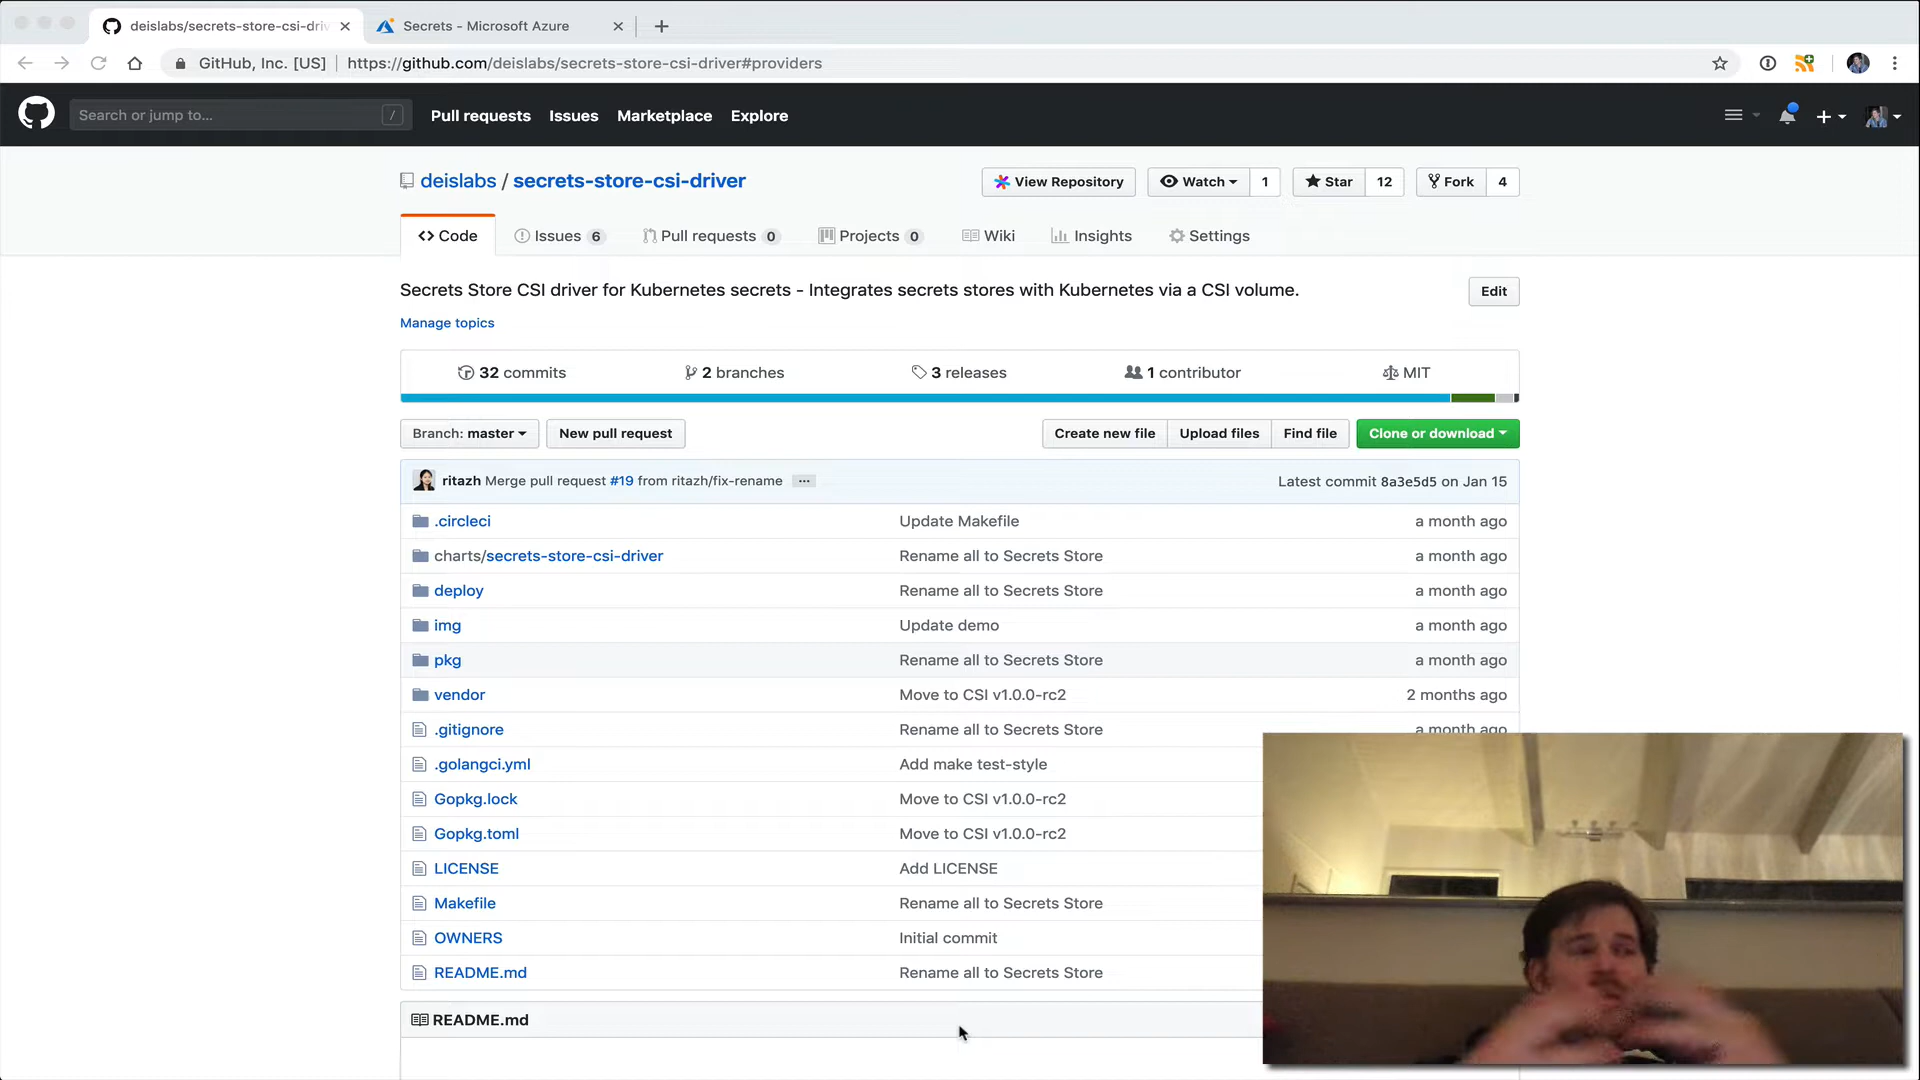 deislabs/secrets-store-csi-driv
Secrets - Microsoft Azure
GitHub, Inc. [US]
https://github.com/deislabs/secrets-store-csi-driver#providers
Search or jump to...
/
Pull requests
Issues
Marketplace
Explore
deislabs / secrets-store-csi-driver
View Repository
Watch
1
Star
12
Fork
4
Code
Issues 6
Pull requests 0
Projects 0
Wiki
Insights
Settings
Secrets Store CSI driver for Kubernetes secrets - Integrates secrets stores with Kubernetes via a CSI volume.
Edit
Manage topics
32 commits
2 branches
3 releases
1 contributor
MIT
Branch: master
New pull request
Create new file
Upload files
Find file
Clone or download
ritazh Merge pull request #19 from ritazh/fix-rename
...
Latest commit 8a3e5d5 on Jan 15
.circleci
Update Makefile
a month ago
charts/secrets-store-csi-driver
Rename all to Secrets Store
a month ago
deploy
Rename all to Secrets Store
a month ago
img
Update demo
a month ago
pkg
Rename all to Secrets Store
a month ago
vendor
Move to CSI v1.0.0-rc2
2 months ago
.gitignore
Rename all to Secrets Store
a month ago
.golangci.yml
Add make test-style
Gopkg.lock
Move to CSI v1.0.0-rc2
Gopkg.toml
Move to CSI v1.0.0-rc2
LICENSE
Add LICENSE
Makefile
Rename all to Secrets Store
OWNERS
Initial commit
README.md
Rename all to Secrets Store
README.md